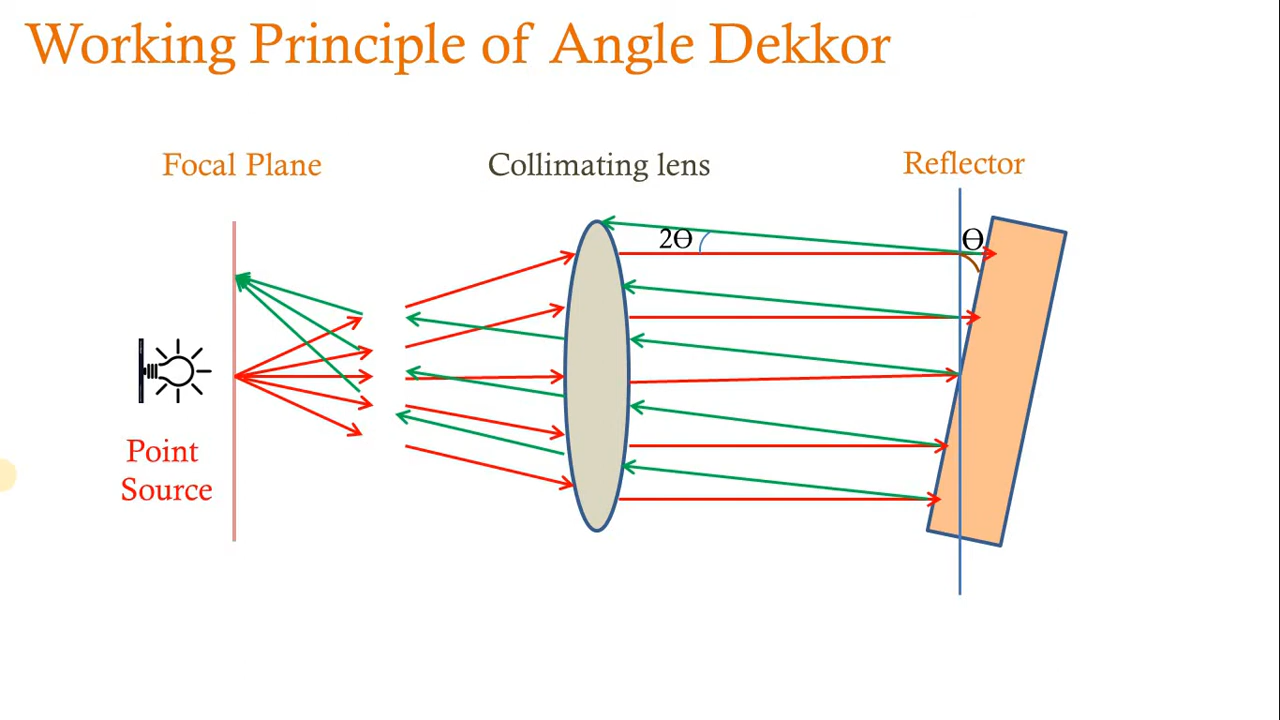 Working Principle of Angle Dekkor
Focal Plane
Collimating lens
Reflector
2Ө
Ө
Point
Source